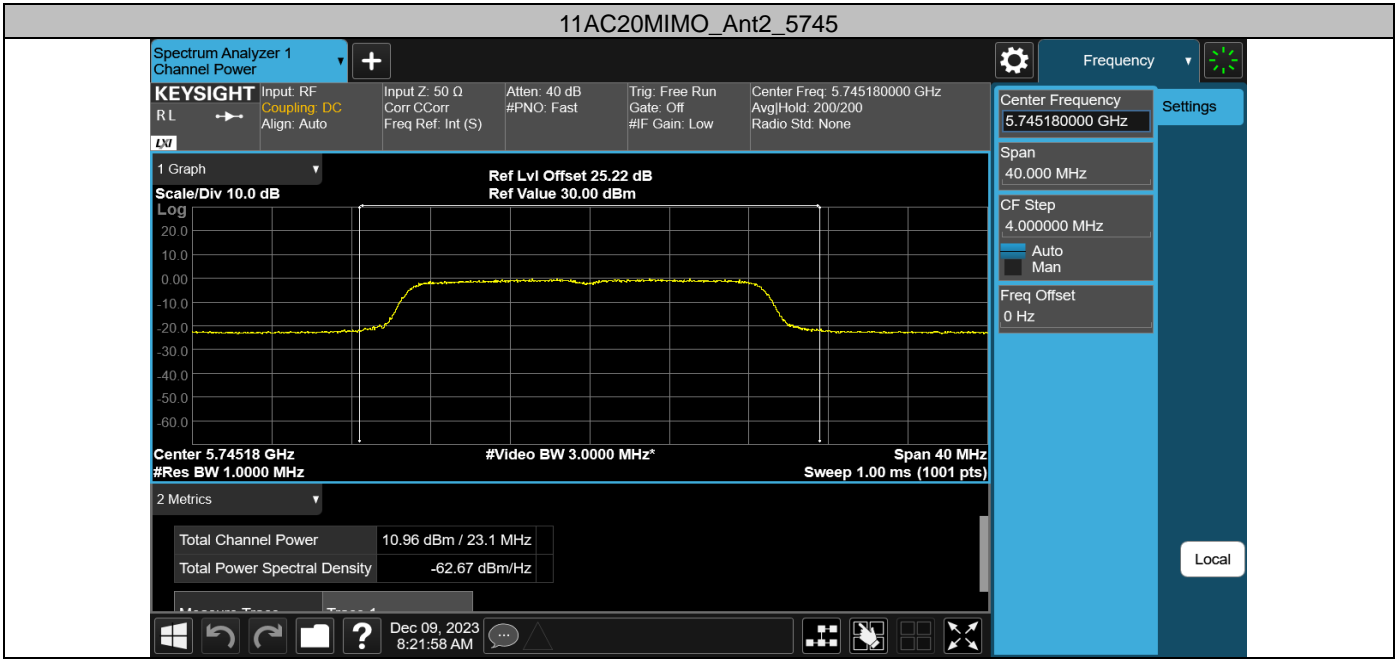 11AC20MIMO_Ant2_5745
Spectrum Analyzer 1
Channel Power
Frequency
KEYSIGHT
RL
LXI
Input: RF
Coupling: DC
Align: Auto
Input Z: 50 Ω
Corr CCorr
Freq Ref: Int (S)
Atten: 40 dB
#PNO: Fast
Trig: Free Run
Gate: Off
#IF Gain: Low
Center Freq: 5.745180000 GHz
Avg|Hold: 200/200
Radio Std: None
Center Frequency
5.745180000 GHz
Settings
Span
40.000 MHz
CF Step
4.000000 MHz
Auto
Man
Freq Offset
0 Hz
1 Graph
Scale/Div 10.0 dB
Ref Lvl Offset 25.22 dB
Ref Value 30.00 dBm
Log
20.0
10.0
0.00
-10.0
-20.0
-30.0
-40.0
-50.0
-60.0
Center 5.74518 GHz
#Video BW 3.0000 MHz*
Span 40 MHz
#Res BW 1.0000 MHz
Sweep 1.00 ms (1001 pts)
2 Metrics
Total Channel Power 10.96 dBm / 23.1 MHz
Total Power Spectral Density -62.67 dBm/Hz
Local
?
Dec 09, 2023
8:21:58 AM